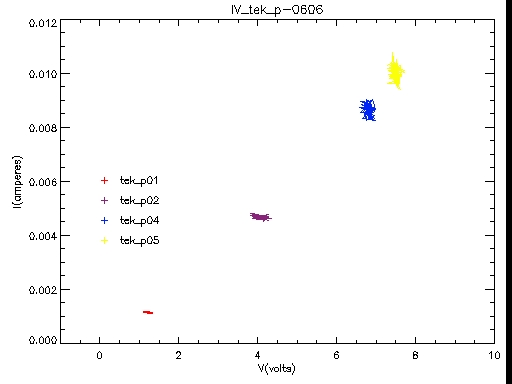 IV_tek_p-0606
0.012
0.010
0.008
0.006
0.004
0.002
0.000
I(amperes)
tek_p01
tek_p02
tek_p04
tek_p05
0 2 4 6 8 10
V(volts)